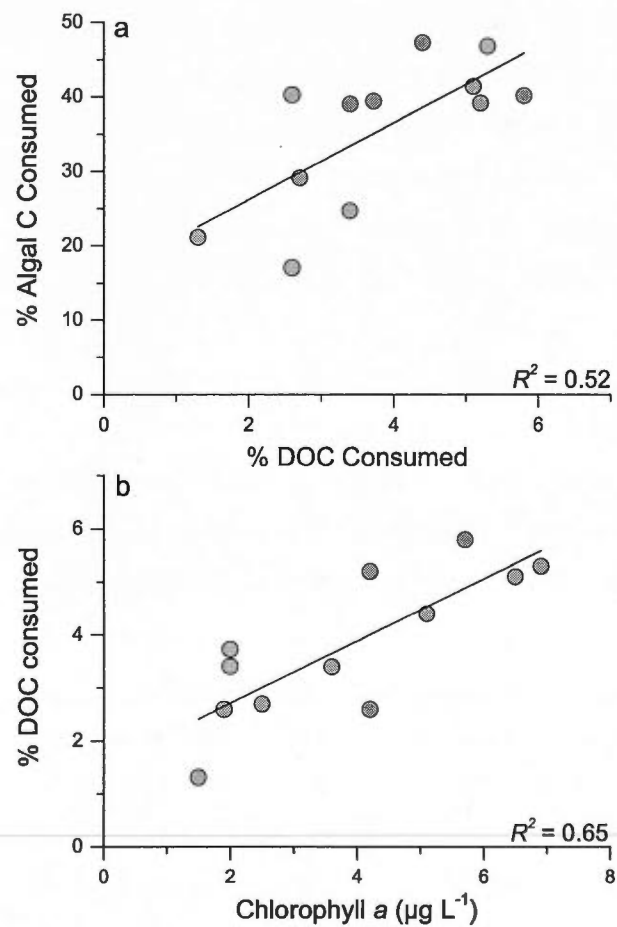 a
50
40
30
20
10
0
% Algal C Consumed
R² = 0.52
0 2 4 6
% DOC Consumed
b
6
4
2
0
% DOC consumed
R² = 0.65
2 4 6 8
Chlorophyll a (µg L⁻¹)